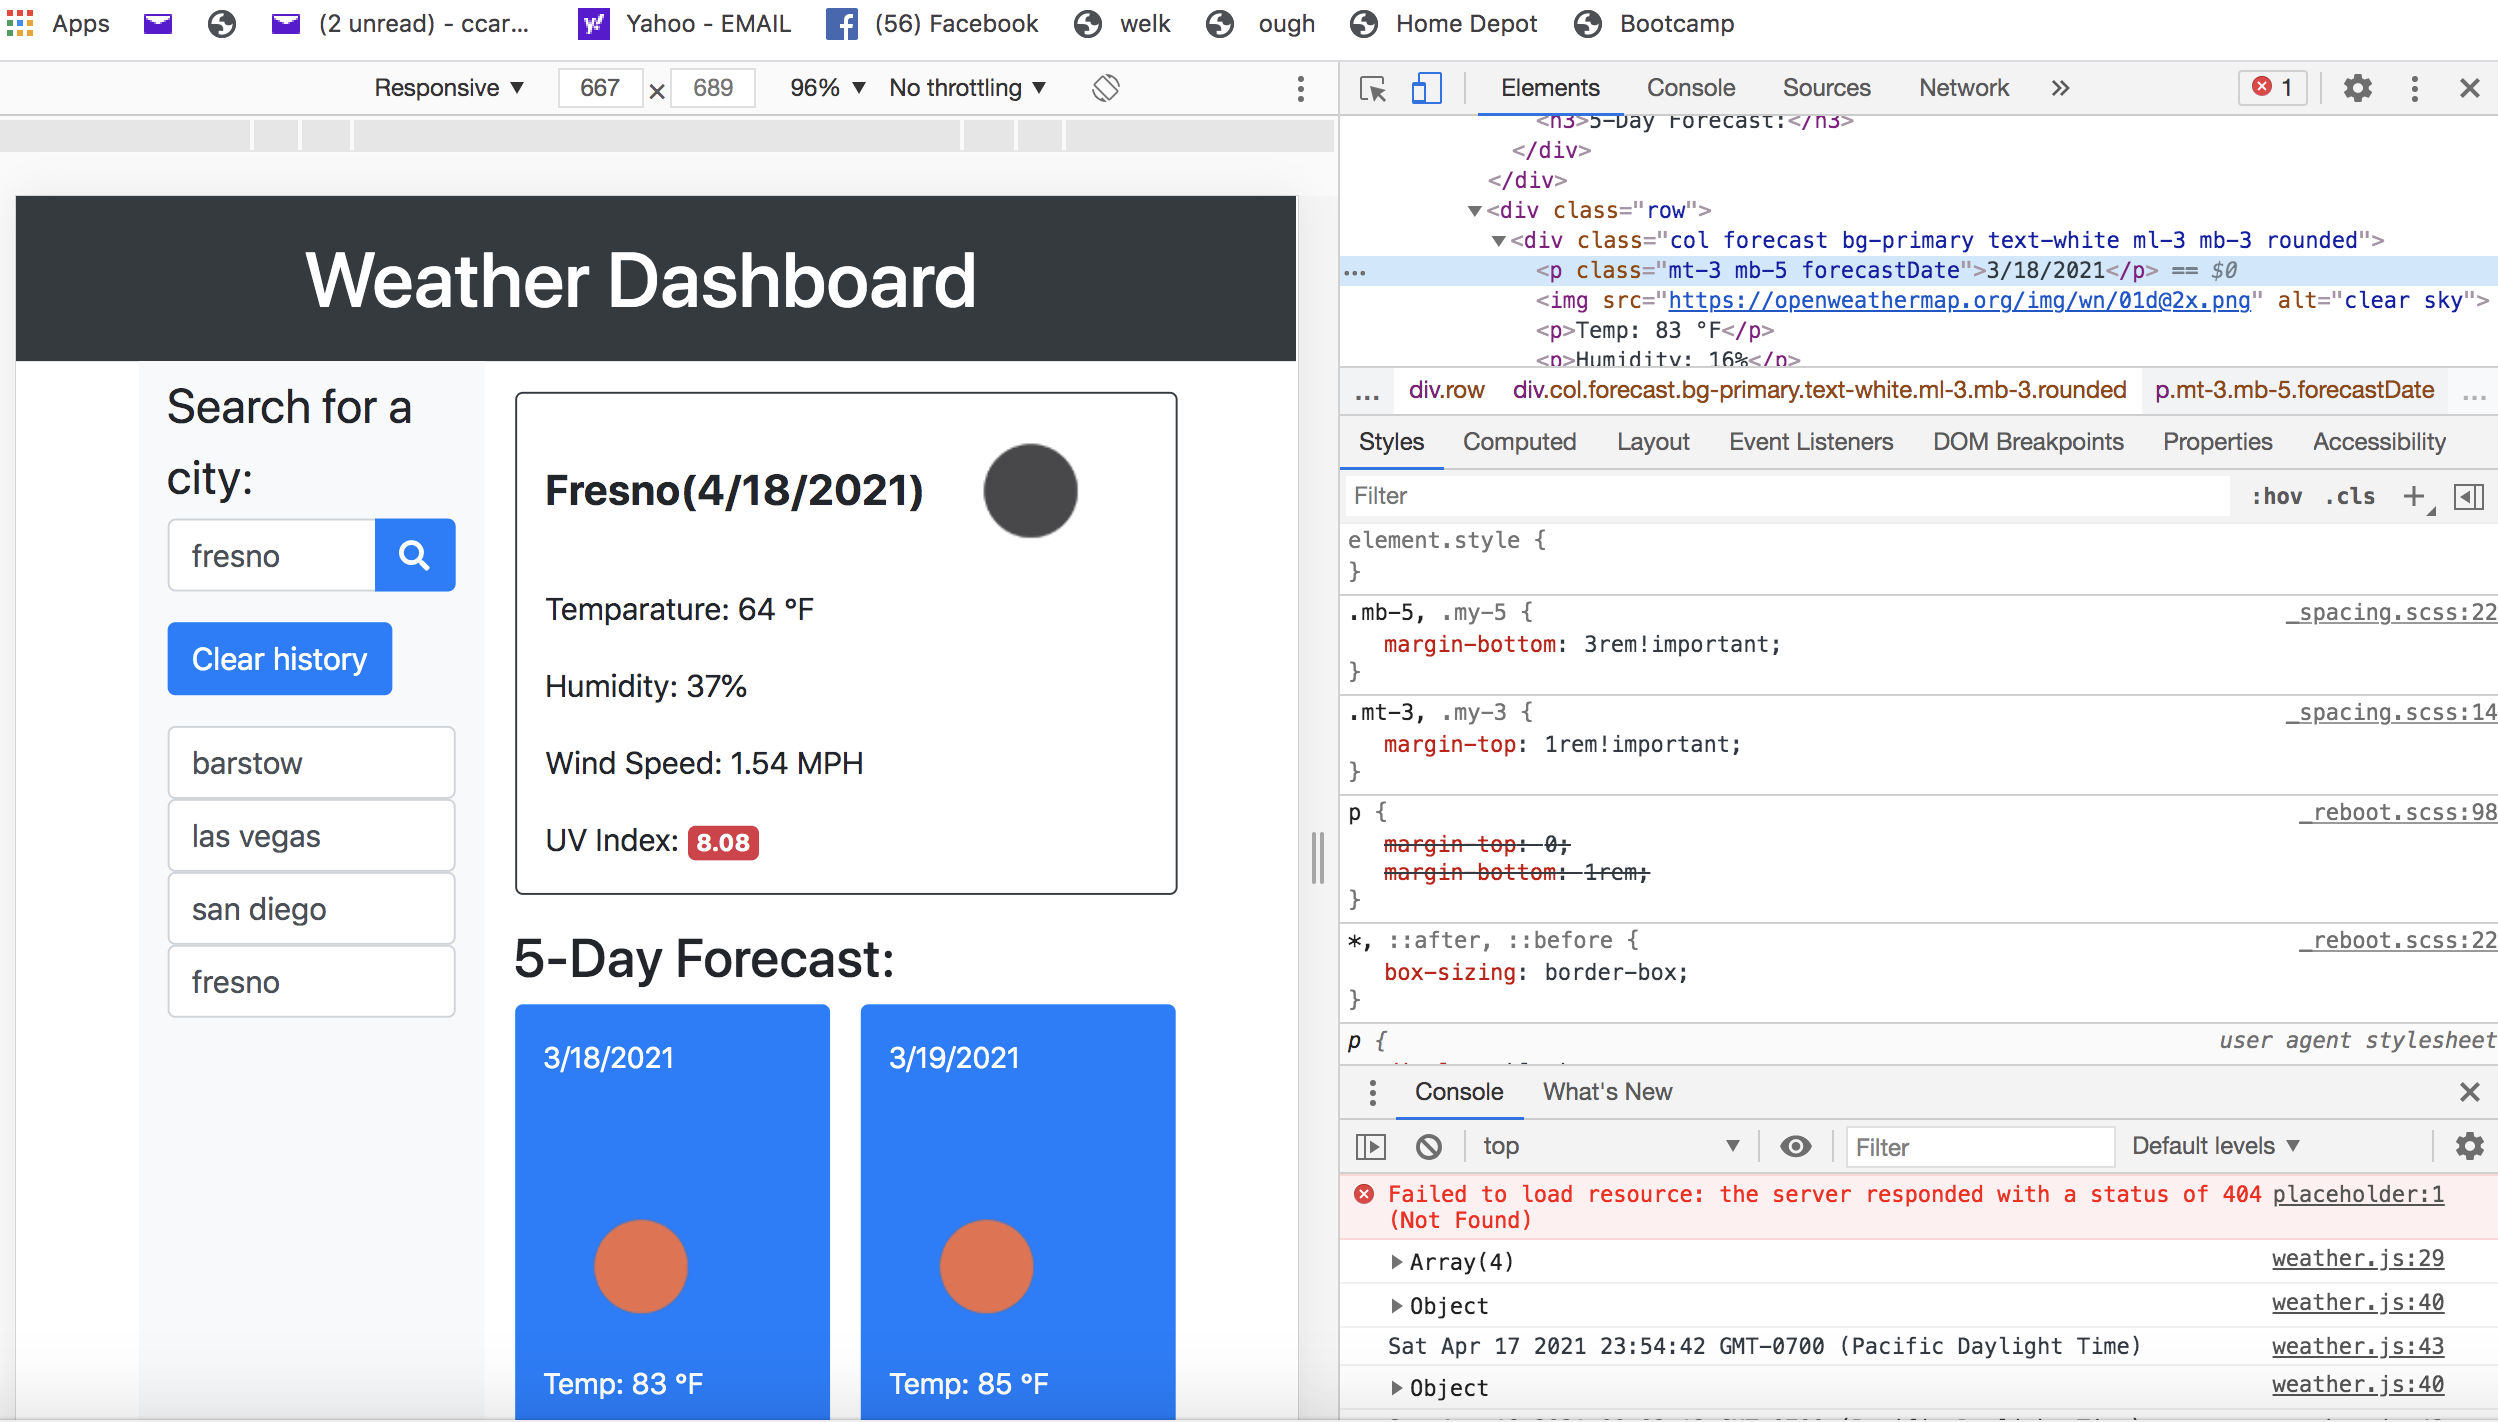 Apps
(2 unread) - ccar...
Yahoo - EMAIL
(56) Facebook
welk
ough
Home Depot
Bootcamp
Responsive ▼ 667 × 689 96% ▼ No throttling ▼
Elements Console Sources Network » 1
<h3>5-Day Forecast:</h3>
</div>
</div>
▼<div class="row">
▼<div class="col forecast bg-primary text-white ml-3 mb-3 rounded">
... <p class="mt-3 mb-5 forecastDate">3/18/2021</p> == $0
<img src="https://openweathermap.org/img/wn/01d@2x.png" alt="clear sky">
<p>Temp: 83 °F</p>
<p>Humidity: 16%</p>
... div.row div.col.forecast.bg-primary.text-white.ml-3.mb-3.rounded p.mt-3.mb-5.forecastDate ...
Styles Computed Layout Event Listeners DOM Breakpoints Properties Accessibility
Filter :hov .cls +
element.style {
}
.mb-5, .my-5 { _spacing.scss:22
margin-bottom: 3rem!important;
}
.mt-3, .my-3 { _spacing.scss:14
margin-top: 1rem!important;
}
p { _reboot.scss:98
margin-top: 0;
margin-bottom: 1rem;
}
*, ::after, ::before { _reboot.scss:22
box-sizing: border-box;
}
p { user agent stylesheet
Console What's New
top ▼ Filter Default levels ▼
Failed to load resource: the server responded with a status of 404 placeholder:1
(Not Found)
▶Array(4) weather.js:29
▶Object weather.js:40
Sat Apr 17 2021 23:54:42 GMT-0700 (Pacific Daylight Time) weather.js:43
▶Object weather.js:40
Weather Dashboard
Search for a
city:
fresno
Clear history
barstow
las vegas
san diego
fresno
Fresno(4/18/2021)
Temparature: 64 °F
Humidity: 37%
Wind Speed: 1.54 MPH
UV Index: 8.08
5-Day Forecast:
3/18/2021
Temp: 83 °F
3/19/2021
Temp: 85 °F